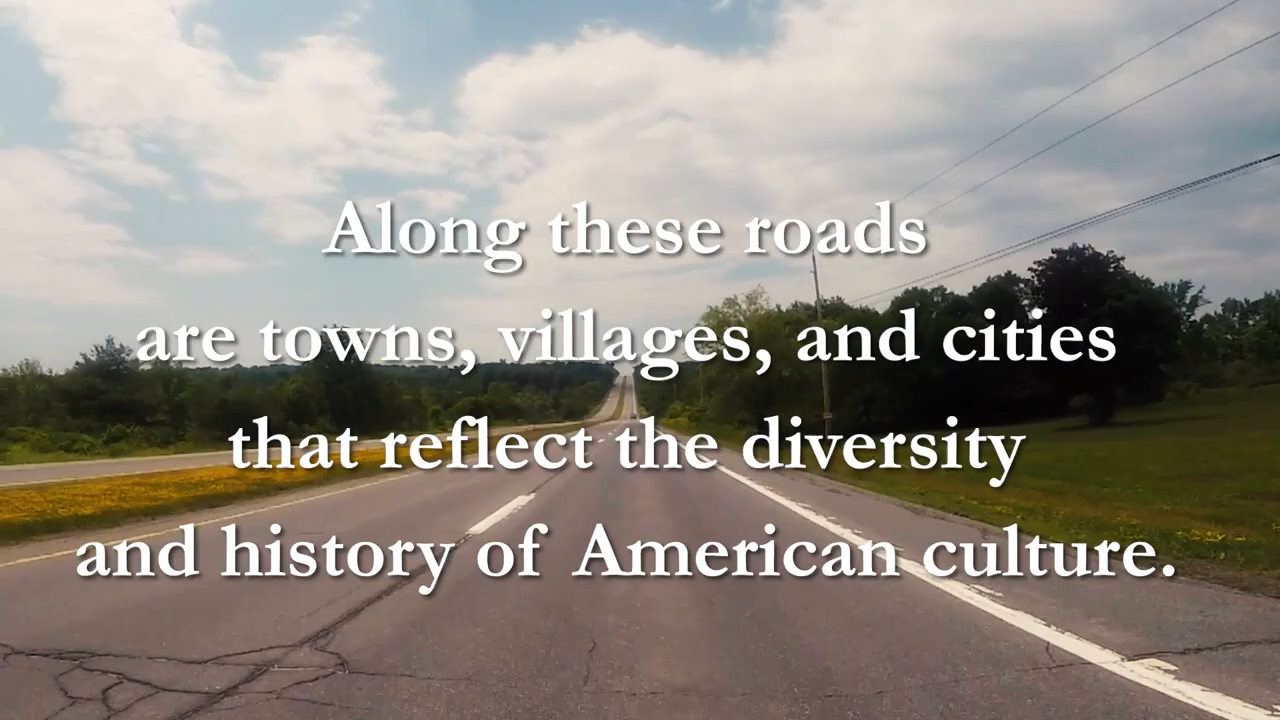 Along these roads
are towns, villages, and cities
that reflect the diversity
and history of American culture.